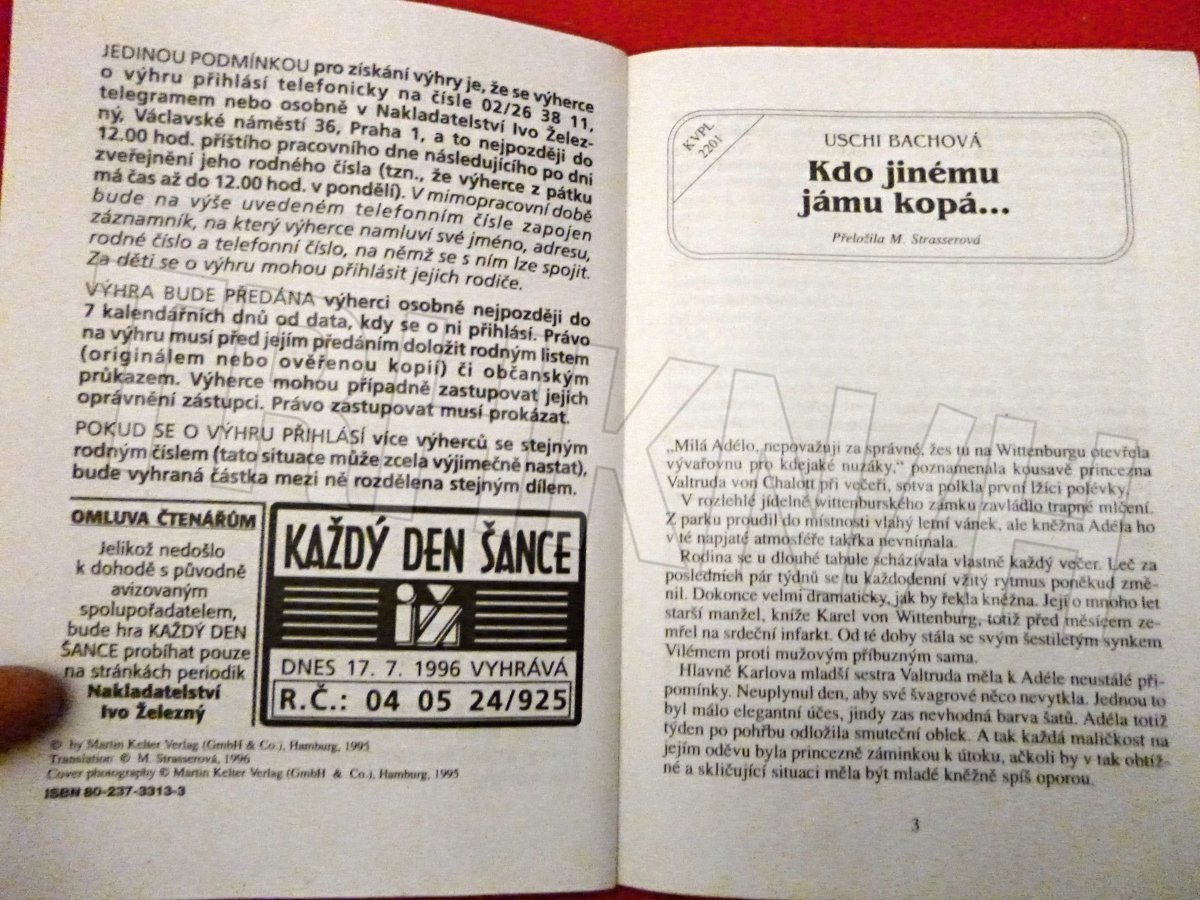 JEDINOU PODMÍNKOU pro získání výhry je, že se výherce
o výhru přihlásí telefonicky na čísle 02/26 38 11,
telegramem nebo osobně v Nakladatelství Ivo Želez-
ný, Václavské náměstí 36, Praha 1, a to nejpozději do
12.00 hod. příštího pracovního dne následujícího po dni
zveřejnění jeho rodného čísla (tzn., že výherce z pátku
má čas až do 12.00 hod. v pondělí). V mimopracovní době
bude na výše uvedeném telefonním čísle zapojen
záznamník, na který výherce namluví své jméno, adresu,
rodné číslo a telefonní číslo, na němž se s ním lze spojit.
Za děti se o výhru mohou přihlásit jejich rodiče.
VÝHRA BUDE PŘEDÁNA výherci osobně nejpozději do
7 kalendářních dnů od data, kdy se o ni přihlásí. Právo
na výhru musí před jejím předáním doložit rodným listem
(originálem nebo ověřenou kopií) či občanským
průkazem. Výherce mohou případně zastupovat jejich
oprávnění zástupci. Právo zastupovat musí prokázat.
POKUD SE O VÝHRU PŘIHLÁSÍ více výherců se stejným
rodným číslem (tato situace může zcela výjimečně nastat),
bude vyhraná částka mezi ně rozdělena stejným dílem.
OMLUVA ČTENÁŘŮM
Jelikož nedošlo
k dohodě s původně
avizovaným
spolupořadatelem,
bude hra KAŽDÝ DEN
ŠANCE probíhat pouze
na stránkách periodik
Nakladatelství
Ivo Železný
KAŽDÝ DEN ŠANCE
iž
DNES 17. 7. 1996 VYHRÁVÁ
R.Č.: 04 05 24/925
© by Martin Kelter Verlag (GmbH & Co.), Hamburg, 1995
Translation © M. Strasserová, 1996
Cover photography © Martin Kelter Verlag (GmbH & Co.), Hamburg, 1995
ISBN 80-237-3313-3
KVPL
2201
USCHI BACHOVÁ
Kdo jinému
jámu kopá...
Přeložila M. Strasserová
„Milá Adélo, nepovažuji za správné, žes tu na Wittenburgu otevřela
vývařovnu pro kdejaké nuzáky,“ poznamenala kousavě princezna
Valtruda von Chalott při večeři, sotva polkla první lžíci polévky.
V rozlehlé jídelně wittenburského zámku zavládlo trapné mlčení.
Z parku proudil do místnosti vlahý letní vánek, ale kněžna Adéla ho
v té napjaté atmosféře takřka nevnímala.
Rodina se u dlouhé tabule scházívala vlastně každý večer. Leč za
posledních pár týdnů se tu každodenní vžitý rytmus poněkud změ-
nil. Dokonce velmi dramaticky, jak by řekla kněžna. Její o mnoho let
starší manžel, kníže Karel von Wittenburg, totiž před měsícem ze-
mřel na srdeční infarkt. Od té doby stála se svým šestiletým synkem
Vilémem proti mužovým příbuzným sama.
Hlavně Karlova mladší sestra Valtruda měla k Adéle neustálé při-
pomínky. Neuplynul den, aby své švagrové něco nevytkla. Jednou to
byl málo elegantní účes, jindy zas nevhodná barva šatů. Adéla totiž
týden po pohřbu odložila smuteční oblek. A tak každá maličkost na
jejím oděvu byla princezně záminkou k útoku, ačkoli by v tak obtíž-
né a skličující situaci měla být mladé kněžně spíš oporou.
3